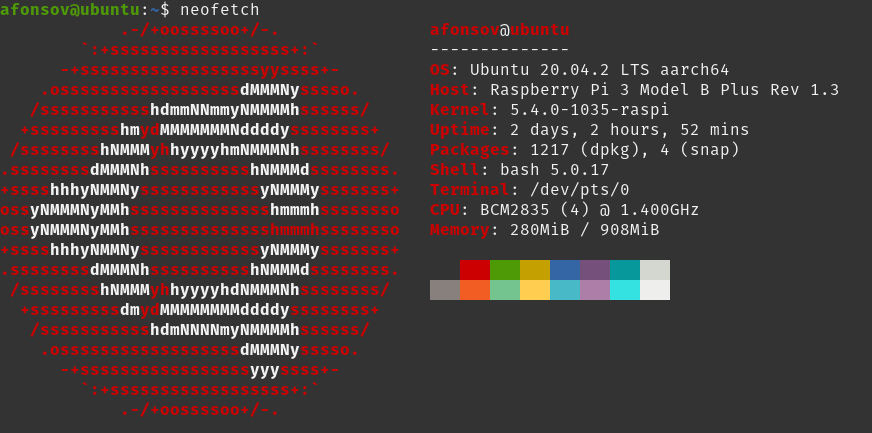 afonsov@ubuntu:~$ neofetch
            .-/+oossssoo+/-.               afonsov@ubuntu
        `:+ssssssssssssssssss+:`           --------------
      -+ssssssssssssssssssyyssss+-         OS: Ubuntu 20.04.2 LTS aarch64
    .ossssssssssssssssssdMMMNysssso.       Host: Raspberry Pi 3 Model B Plus Rev 1.3
   /ssssssssssshdmmNNmmyNMMMMhssssss/      Kernel: 5.4.0-1035-raspi
  +ssssssssshmydMMMMMMMNddddyssssssss+     Uptime: 2 days, 2 hours, 52 mins
 /sssssssshNMMMyhhyyyyhmNMMMNhssssssss/    Packages: 1217 (dpkg), 4 (snap)
.ssssssssdMMMNhsssssssssshNMMMdssssssss.   Shell: bash 5.0.17
+sssshhhyNMMNyssssssssssssyNMMMysssssss+   Terminal: /dev/pts/0
ossyNMMMNyMMhsssssssssssssshmmmhssssssso   CPU: BCM2835 (4) @ 1.400GHz
ossyNMMMNyMMhsssssssssssssshmmmhssssssso   Memory: 280MiB / 908MiB
+sssshhhyNMMNyssssssssssssyNMMMysssssss+
.ssssssssdMMMNhsssssssssshNMMMdssssssss.
 /sssssssshNMMMyhhyyyyhdNMMMNhssssssss/
  +sssssssssdmydMMMMMMMMddddyssssssss+
   /ssssssssssshdmNNNNmyNMMMMhssssss/
    .ossssssssssssssssssdMMMNysssso.
      -+sssssssssssssssssyyyssss+-
        `:+ssssssssssssssssss+:`
            .-/+oossssoo+/-.